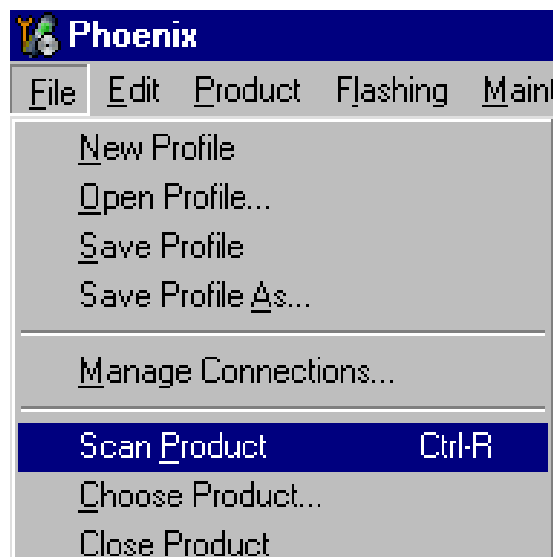 Phoenix
File Edit Product Flashing Maint
New Profile
Open Profile...
Save Profile
Save Profile As...
Manage Connections...
Scan Product Ctrl-R
Choose Product...
Close Product